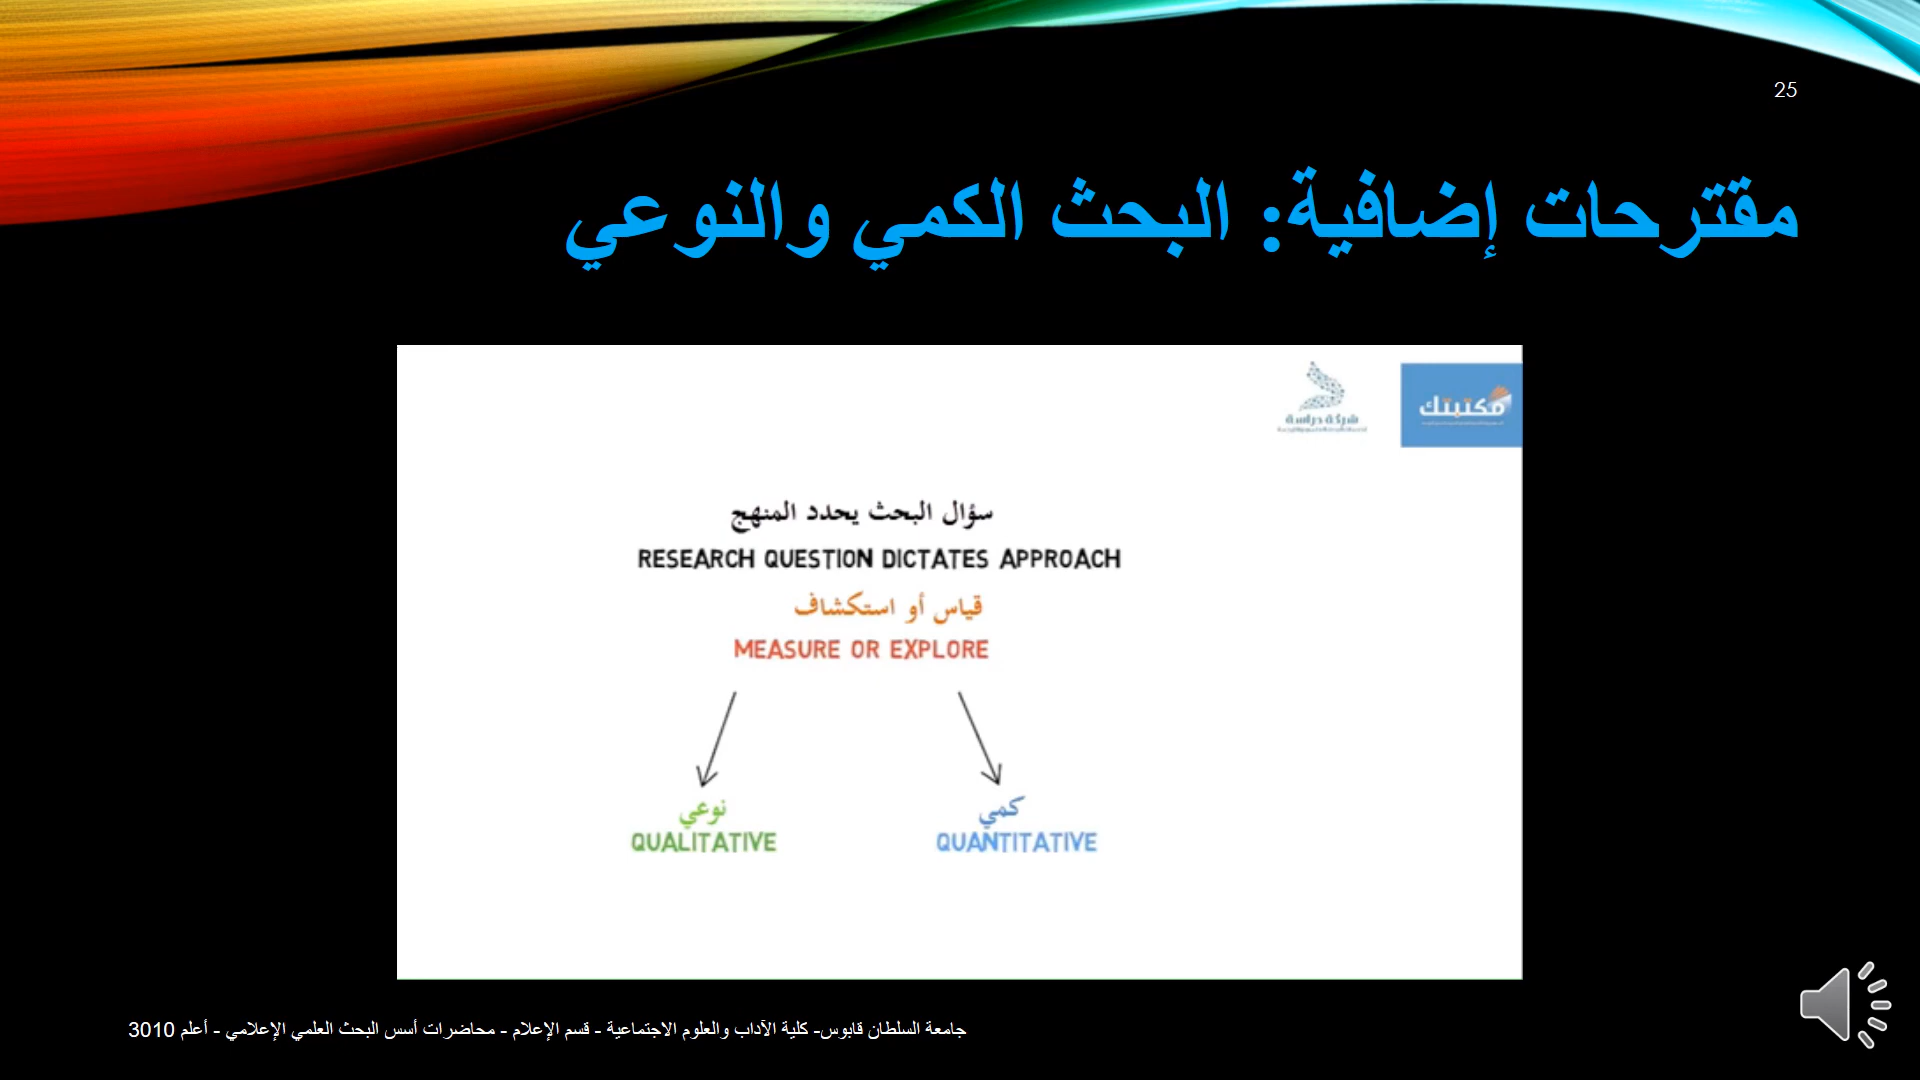 25
مقترحات إضافية: البحث الكمي والنوعي
شركة دراسة
مكتبتك
سؤال البحث يحدد المنهج
RESEARCH QUESTION DICTATES APPROACH
قياس أو استكشاف
MEASURE OR EXPLORE
نوعي
QUALITATIVE
كمي
QUANTITATIVE
جامعة السلطان قابوس- كلية الآداب والعلوم الاجتماعية - قسم الإعلام - محاضرات أسس البحث العلمي الإعلامي - أعلم 3010